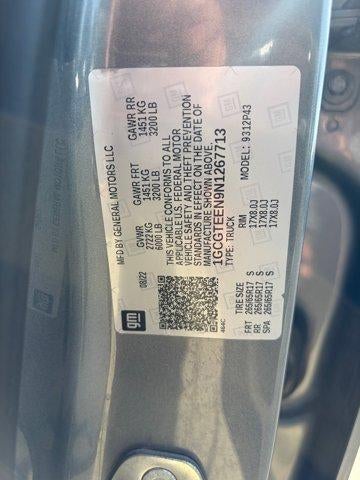 MFD BY GENERAL MOTORS LLC
08/22
GVWR
2722 KG
6000 LB
GAWR FRT
1451 KG
3200 LB
GAWR RR
1451 KG
3200 LB
THIS VEHICLE CONFORMS TO ALL
APPLICABLE U.S. FEDERAL MOTOR
VEHICLE SAFETY AND THEFT PREVENTION
STANDARDS IN EFFECT ON THE DATE OF
MANUFACTURE SHOWN ABOVE.
1GCGTEEN9N1267713
TYPE: TRUCK
MODEL: 9312P43
TIRE SIZE
RIM
FRT 265/65R17 S 17X8.0J
RR 265/65R17 S 17X8.0J
SPA 265/65R17 S 17X8.0J
gm